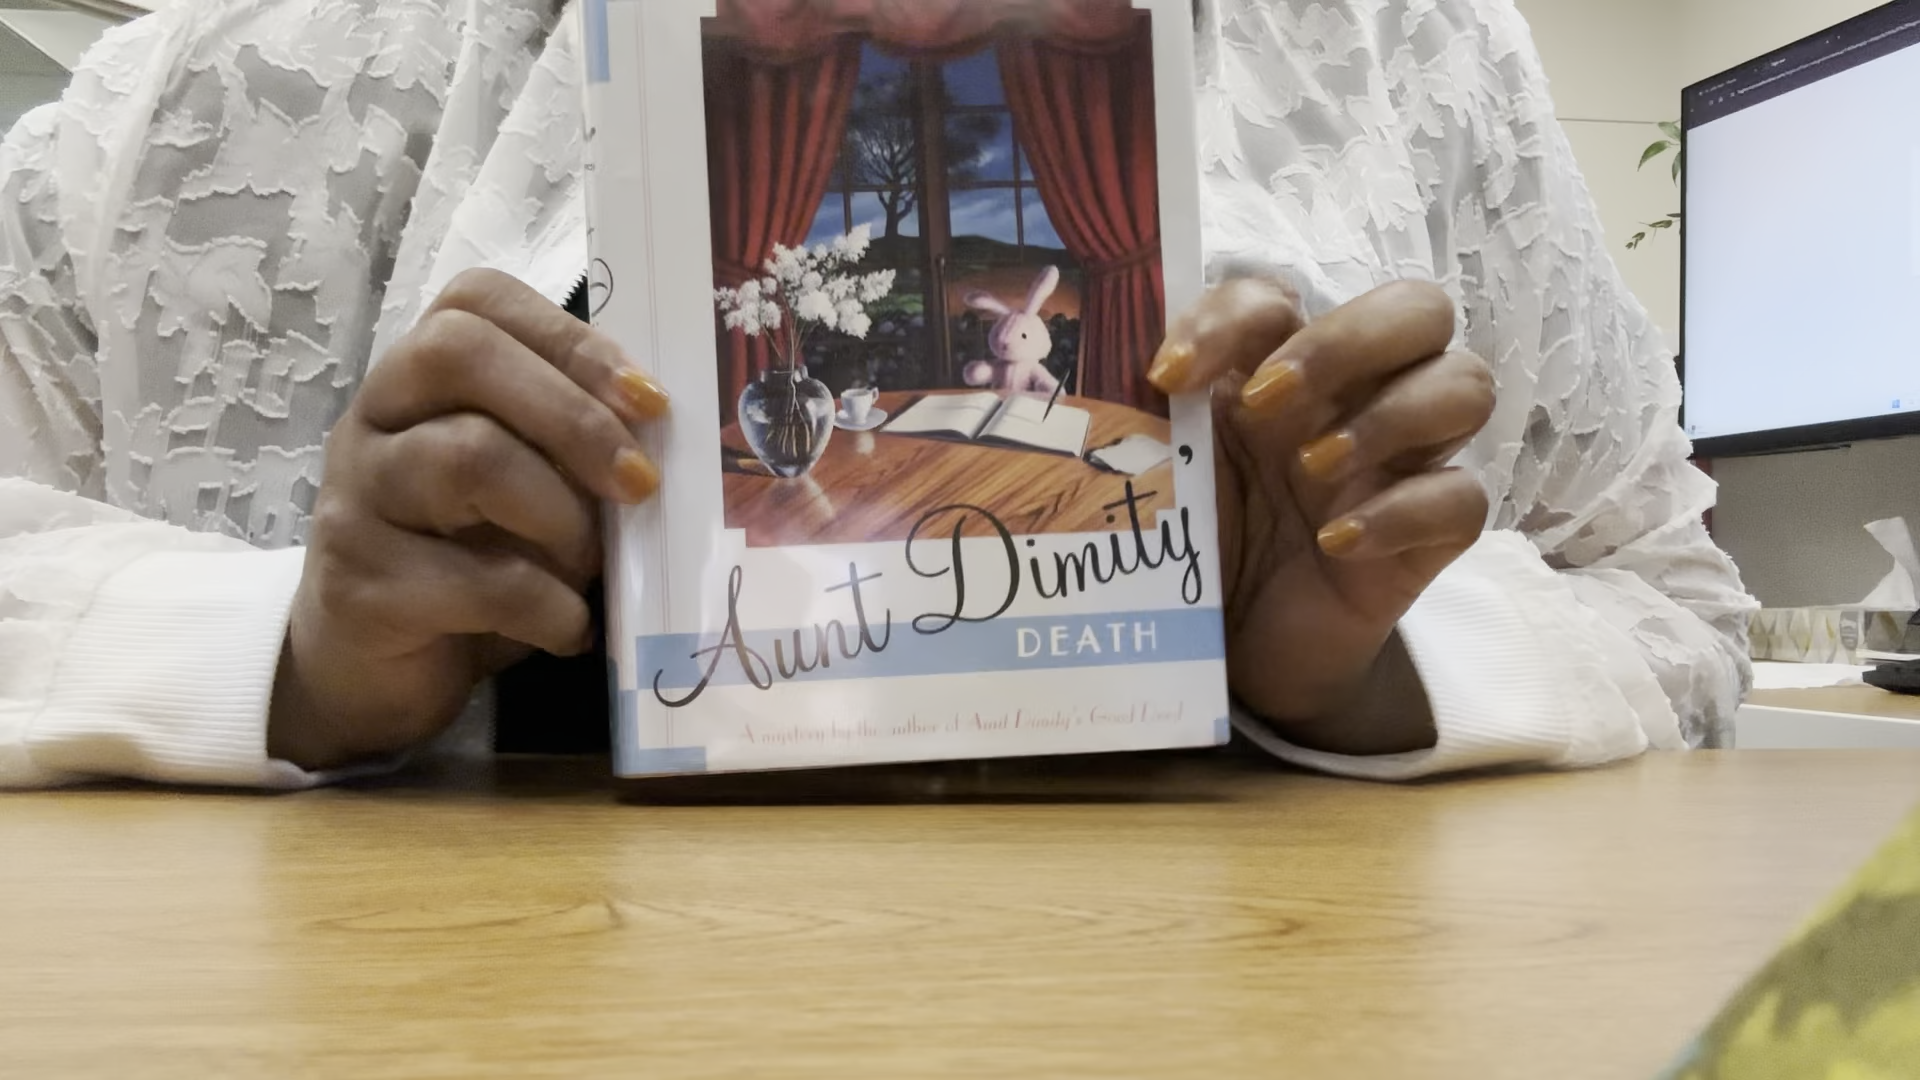 Aunt Dimity's
DEATH
A mystery by the author of Aunt Dimity's Good Deed